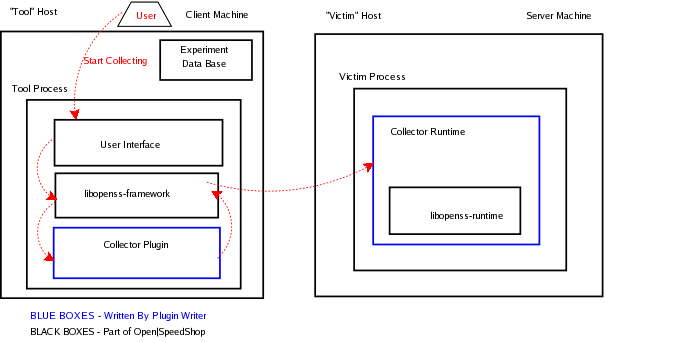 "Tool" Host
User
Client Machine
"Victim" Host
Server Machine
Experiment
Data Base
Start Collecting
Tool Process
Victim Process
User Interface
Collector Runtime
libopenss-framework
libopenss-runtime
Collector Plugin
BLUE BOXES - Written By Plugin Writer
BLACK BOXES - Part of Open|SpeedShop